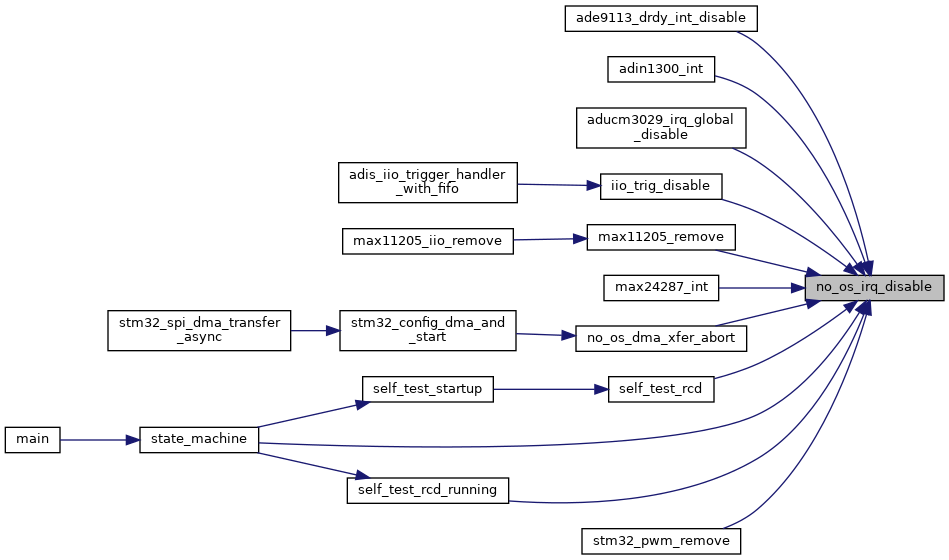 ade9113_drdy_int_disable
adin1300_int
aducm3029_irq_global
_disable
adis_iio_trigger_handler
_with_fifo
iio_trig_disable
max11205_iio_remove
max11205_remove
no_os_irq_disable
max24287_int
stm32_spi_dma_transfer
_async
stm32_config_dma_and
_start
no_os_dma_xfer_abort
self_test_startup
self_test_rcd
main
state_machine
self_test_rcd_running
stm32_pwm_remove